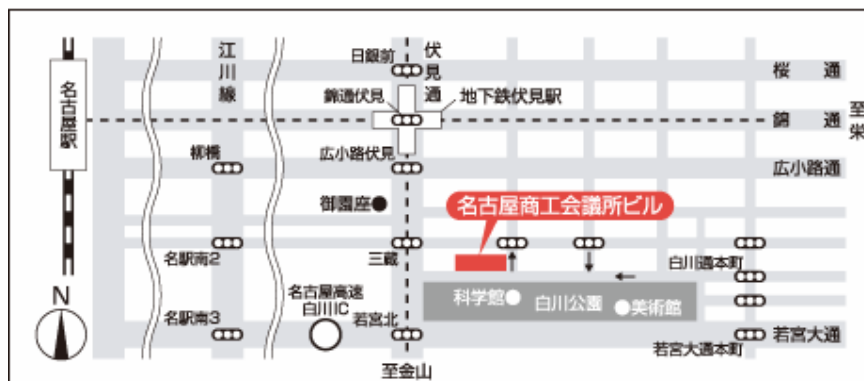 江川線
日銀前
伏見通
桜通
名古屋駅
錦通伏見
地下鉄伏見駅
錦通
至栄
柳橋
広小路伏見
広小路通
御園座
名古屋商工会議所ビル
名駅南2
三蔵
白川通本町
N
名古屋高速
白川IC
科学館
白川公園
美術館
名駅南3
若宮北
若宮大通
若宮大通本町
至金山